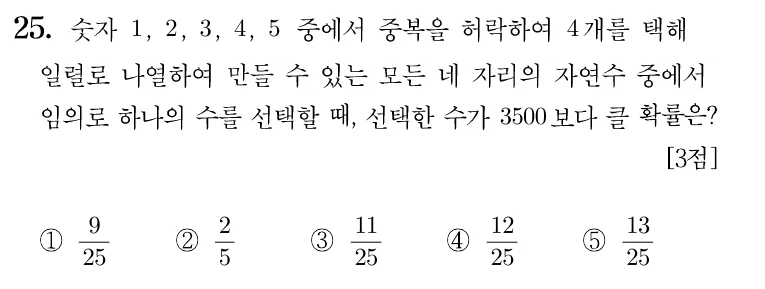 25. 숫자 1, 2, 3, 4, 5 중에서 중복을 허락하여 4개를 택해
일렬로 나열하여 만들 수 있는 모든 네 자리의 자연수 중에서
임의로 하나의 수를 선택할 때, 선택한 수가 3500보다 클 확률은?
[3점]
① 9/25 ② 2/5 ③ 11/25 ④ 12/25 ⑤ 13/25